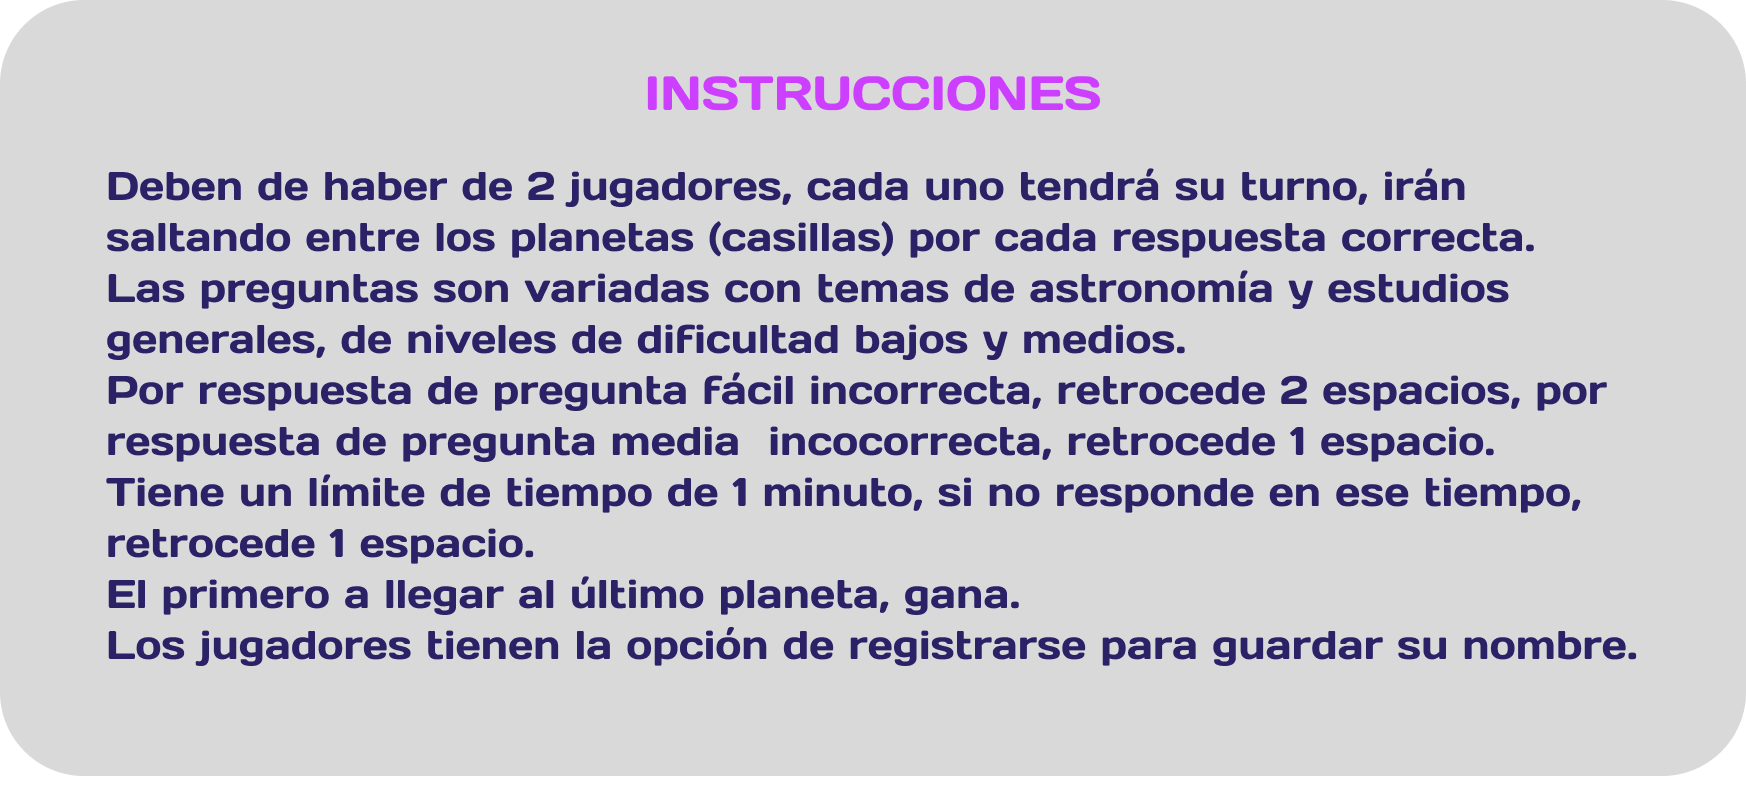 INSTRUCCIONES
Deben de haber de 2 jugadores, cada uno tendrá su turno, irán
saltando entre los planetas (casillas) por cada respuesta correcta.
Las preguntas son variadas con temas de astronomía y estudios
generales, de niveles de dificultad bajos y medios.
Por respuesta de pregunta fácil incorrecta, retrocede 2 espacios, por
respuesta de pregunta media  incocorrecta, retrocede 1 espacio.
Tiene un límite de tiempo de 1 minuto, si no responde en ese tiempo,
retrocede 1 espacio.
El primero a llegar al último planeta, gana.
Los jugadores tienen la opción de registrarse para guardar su nombre.